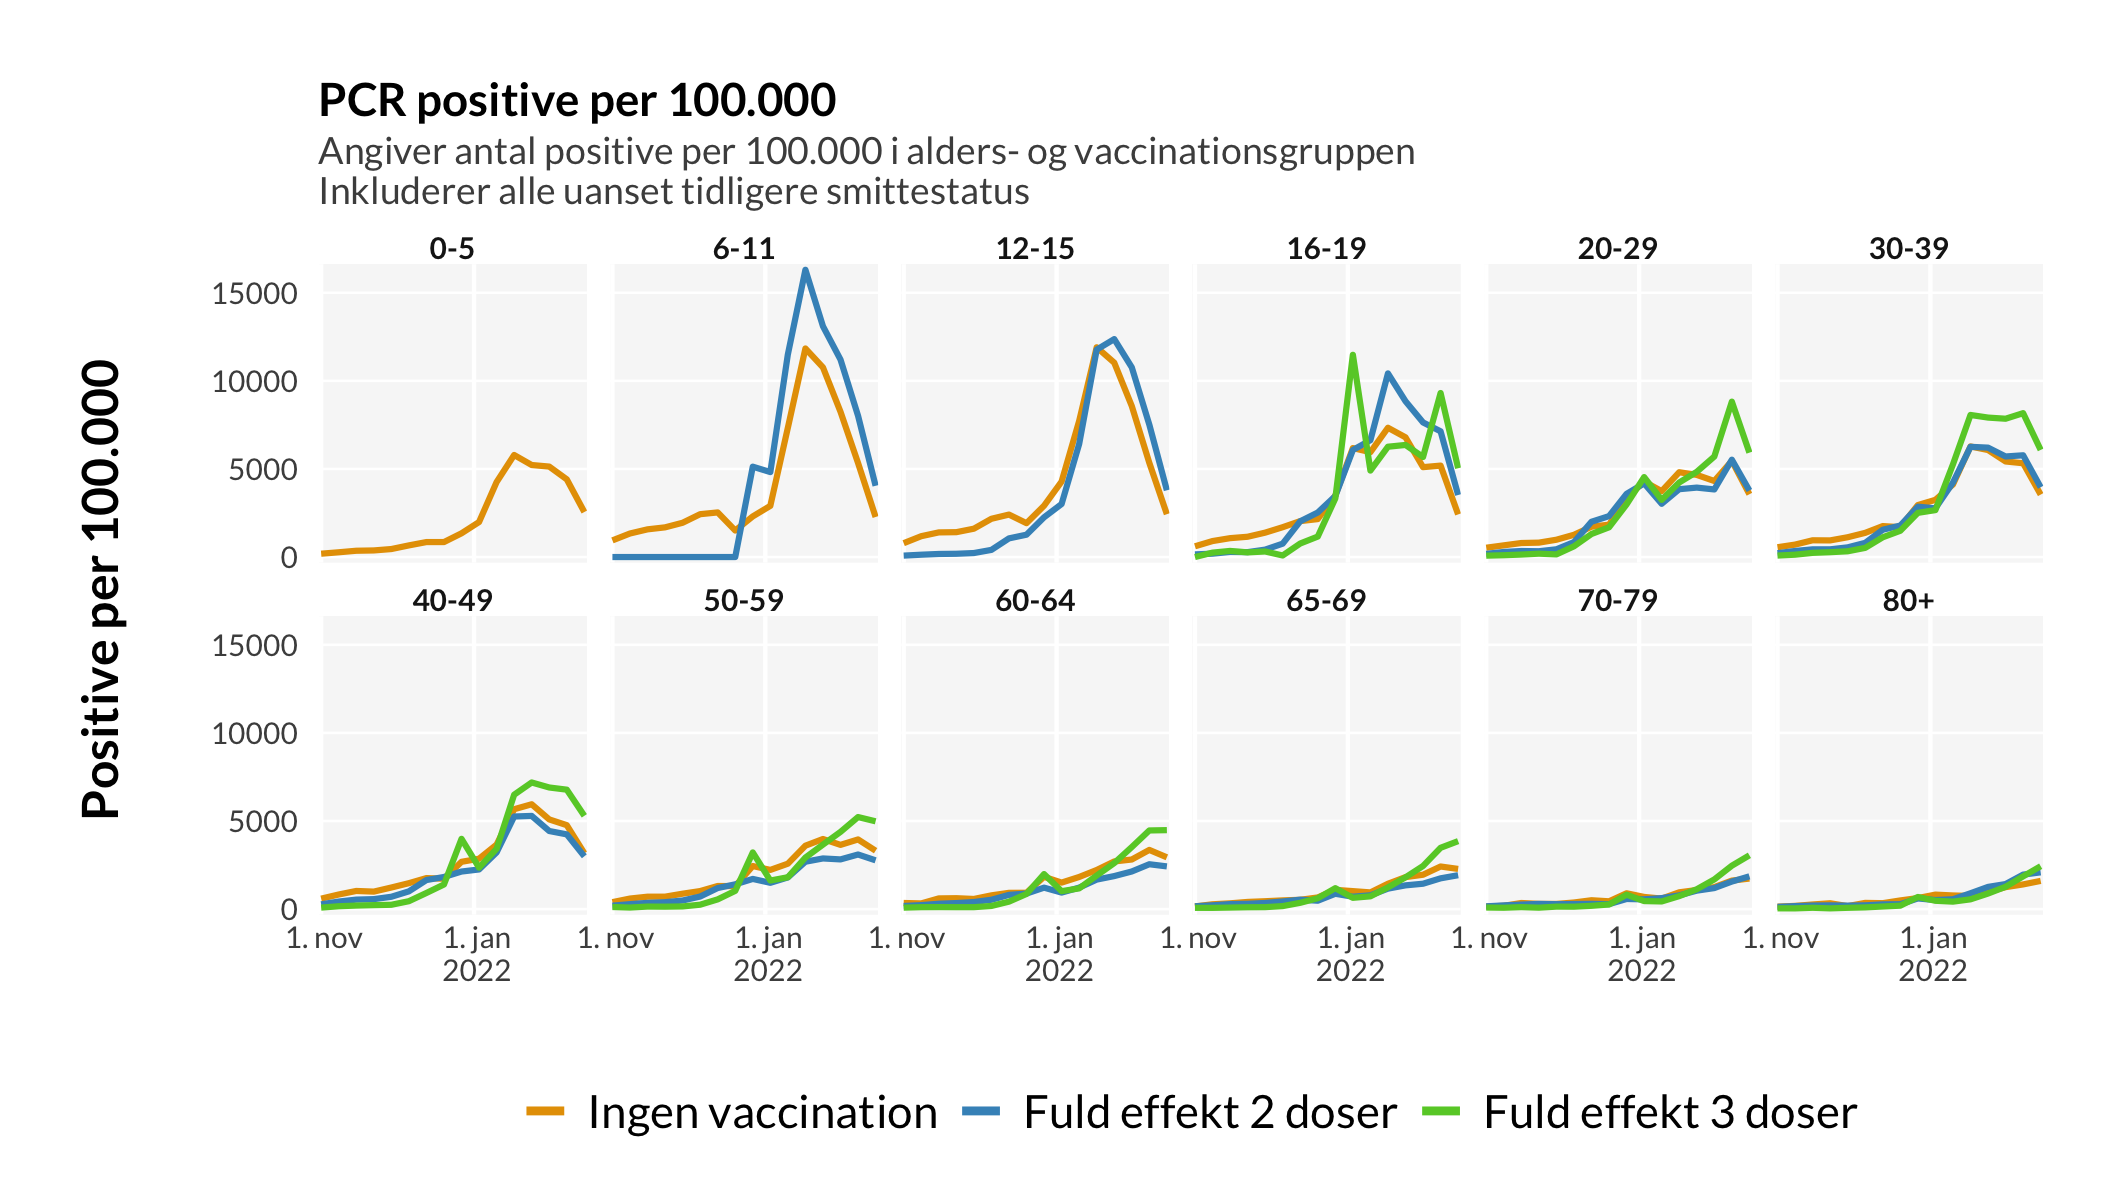 PCR positive per 100.000
Angiver antal positive per 100.000 i alders- og vaccinationsgruppen
Inkluderer alle uanset tidligere smittestatus
Positive per 100.000
0-5 6-11 12-15 16-19 20-29 30-39
15000
10000
5000
0
40-49 50-59 60-64 65-69 70-79 80+
15000
10000
5000
0
1. nov 1. jan 1. nov 1. jan 1. nov 1. jan 1. nov 1. jan 1. nov 1. jan 1. nov 1. jan
2022 2022 2022 2022 2022 2022
Ingen vaccination Fuld effekt 2 doser Fuld effekt 3 doser